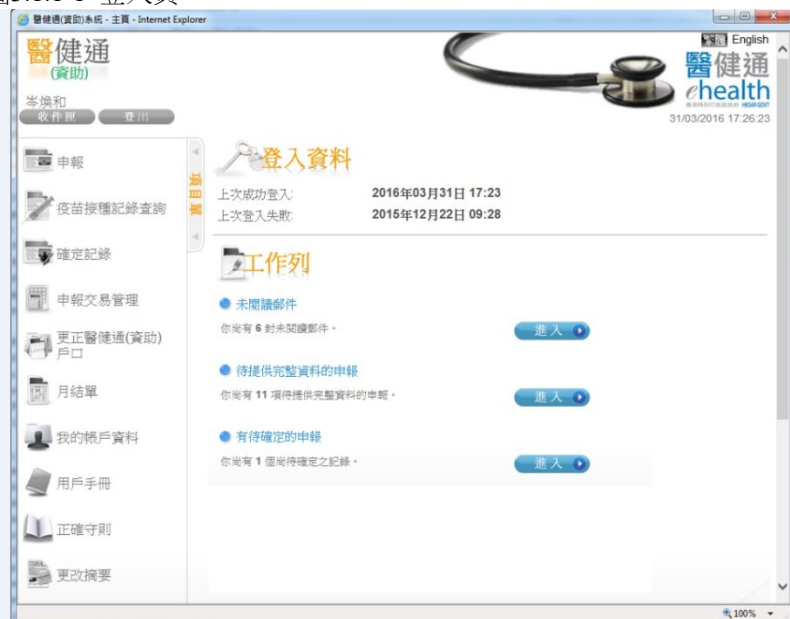 醫健通(資助)系統 - 主頁 - Internet Explorer
醫健通
(資助)
English
醫健通
ehealth
岑煥和
收件匣
登出
31/03/2016 17:26:23
申報
疫苗接種記錄查詢
確定記錄
申報交易管理
更正醫健通(資助)
戶口
月結單
我的帳戶資料
用戶手冊
正確守則
更改摘要
項目單
登入資料
上次成功登入: 2016年03月31日 17:23
上次登入失敗: 2015年12月22日 09:28
工作列
未閱讀郵件
你尚有 6 封未閱讀郵件。 進入
待提供完整資料的申報
你尚有 11 項待提供完整資料的申報。 進入
有待確定的申報
你尚有 1 個尚待確定之記錄。 進入
100%